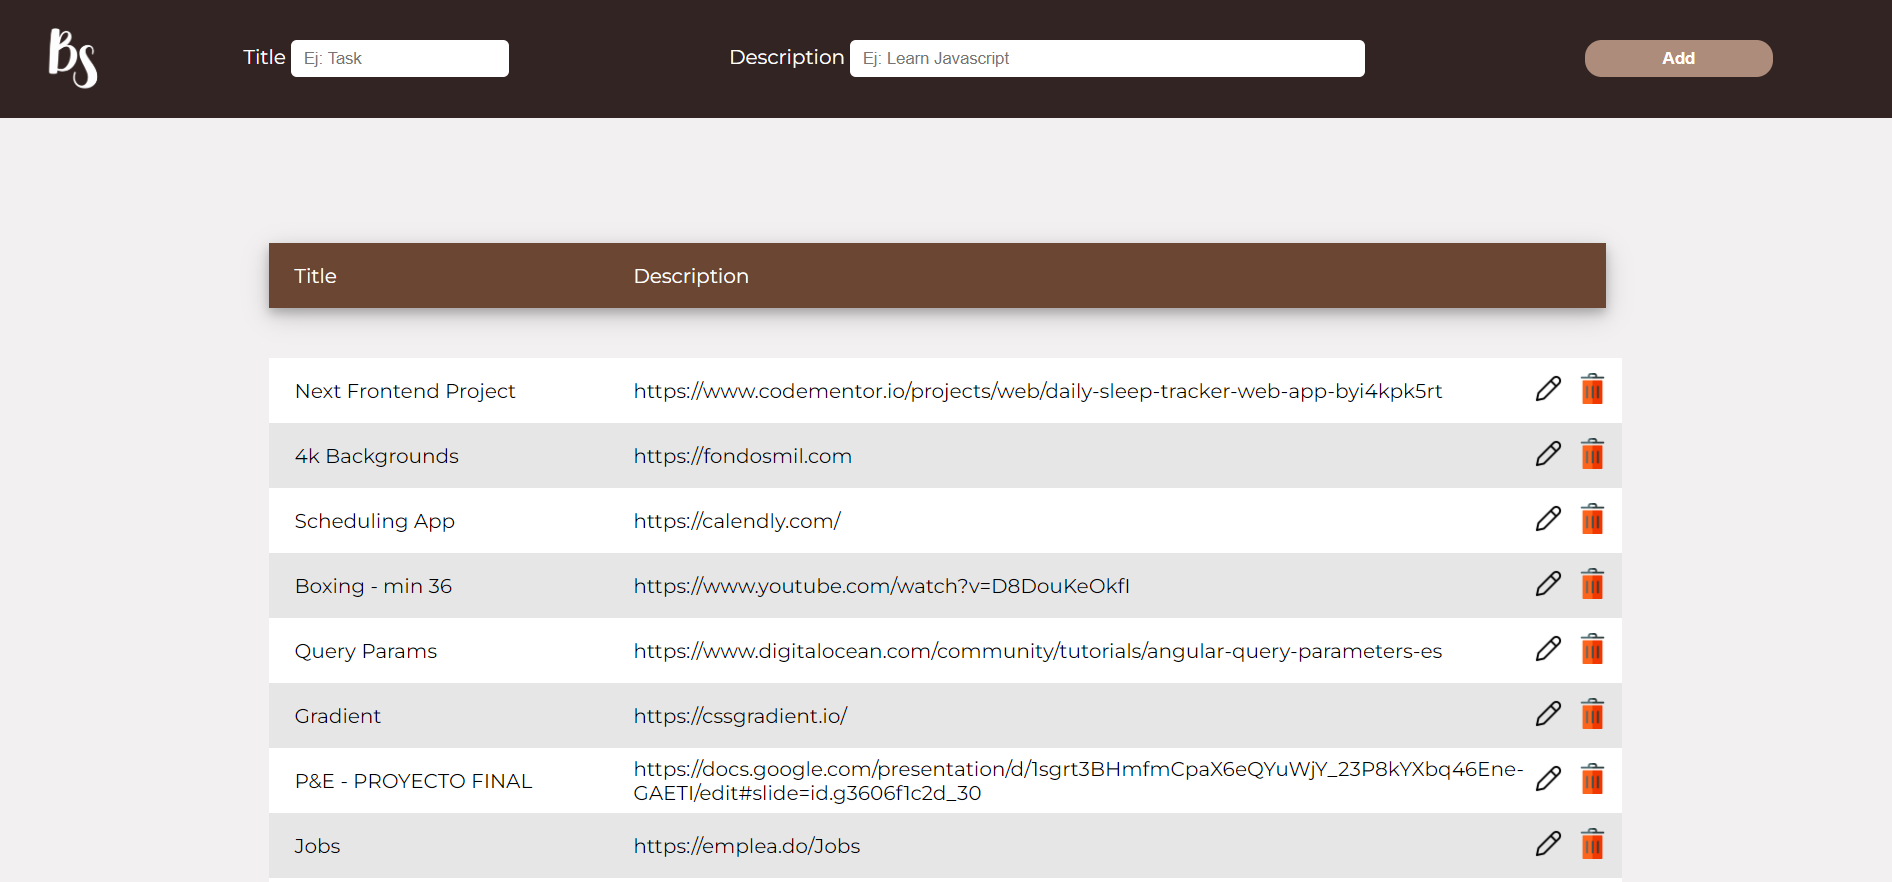 BS
Title Ej: Task Description Ej: Learn Javascript Add
Title Description
Next Frontend Project https://www.codementor.io/projects/web/daily-sleep-tracker-web-app-byi4kpk5rt
4k Backgrounds https://fondosmil.com
Scheduling App https://calendly.com/
Boxing - min 36 https://www.youtube.com/watch?v=D8DouKeOkfI
Query Params https://www.digitalocean.com/community/tutorials/angular-query-parameters-es
Gradient https://cssgradient.io/
P&E - PROYECTO FINAL https://docs.google.com/presentation/d/1sgrt3BHmfmCpaX6eQYuWjY_23P8kYXbq46Ene-
GAETI/edit#slide=id.g3606f1c2d_30
Jobs https://emplea.do/Jobs